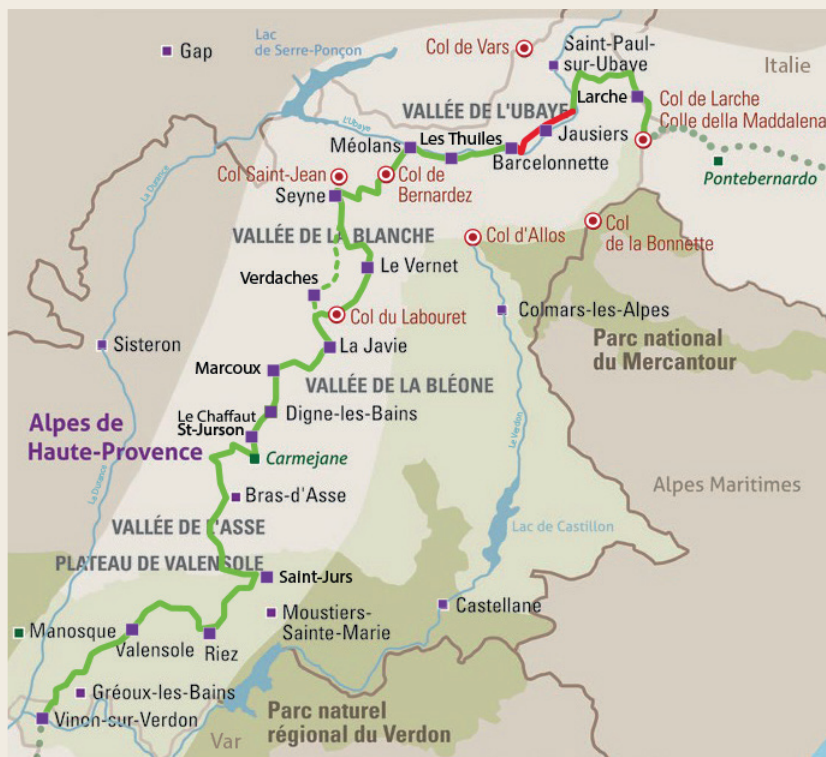 Gap
Lac
de Serre-Ponçon
Col de Vars
Saint-Paul-
sur-Ubaye
Italie
VALLÉE DE L'UBAYE
Larche
Col de Larche
Colle della Maddalena
L'Ubaye
Méolans
Les Thuiles
Jausiers
Barcelonnette
Pontebernardo
Col Saint-Jean
Seyne
Col de
Bernardez
La Durance
VALLÉE DE LA BLANCHE
Col d'Allos
Col
de la Bonnette
Le Vernet
Verdaches
Col du Labouret
Colmars-les-Alpes
Sisteron
La Javie
Parc national
du Mercantour
Marcoux
VALLÉE DE LA BLÉONE
Le Chaffaut
St-Jurson
Digne-les-Bains
Alpes de
Haute-Provence
Carmejane
Le Verdon
La Durance
Bras-d'Asse
Alpes Maritimes
VALLÉE DE L'ASSE
Lac de Castillon
PLATEAU DE VALENSOLE
Saint-Jurs
Manosque
Moustiers-
Sainte-Marie
Castellane
Valensole
Riez
Gréoux-les-Bains
Vinon-sur-Verdon
Parc naturel
régional du Verdon
Var